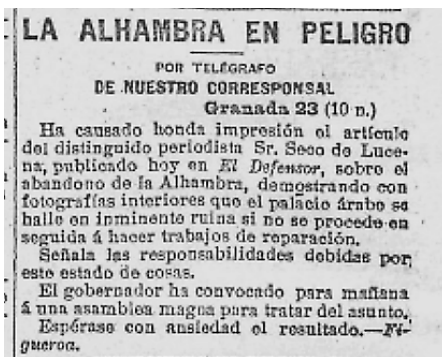 LA ALHAMBRA EN PELIGRO
POR TELÉGRAFO
DE NUESTRO CORRESPONSAL
Granada 23 (10 n.)
Ha causado honda impresión el artículo
del distinguido periodista Sr. Seco de Luce-
na, publicado hoy en El Defensor, sobre el
abandono de la Alhambra, demostrando con
fotografías interiores que el palacio árabe se
halle en inminente ruina si no se procede en
seguida á hacer trabajos de reparación.
Señala las responsabilidades debidas por
este estado de cosas.
El gobernador ha convocado para mañana
á una asamblea magna para tratar del asunto.
Espérase con ansiedad el resultado.—Fi-
gueroa.